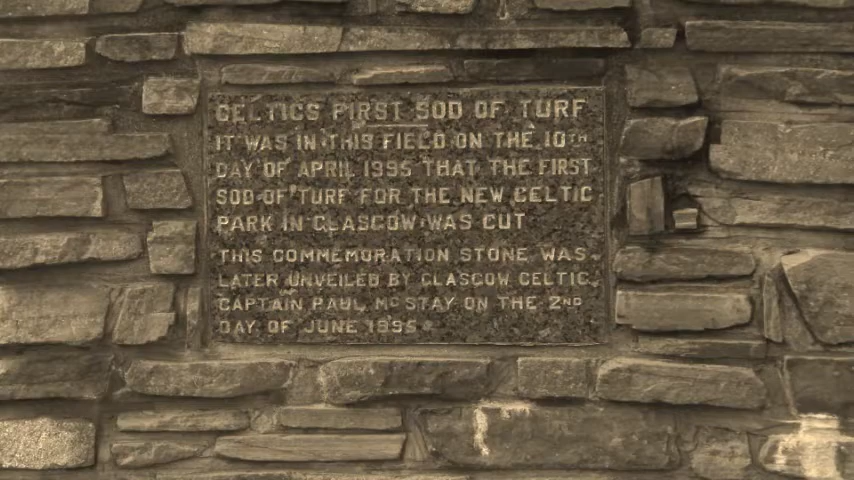 CELTICS FIRST SOD OF TURF
IT WAS IN THIS FIELD ON THE 10TH
DAY OF APRIL 1995 THAT THE FIRST
SOD OF TURF FOR THE NEW CELTIC
PARK IN GLASGOW WAS CUT
THIS COMMEMORATION STONE WAS
LATER UNVEILED BY GLASGOW CELTIC
CAPTAIN PAUL MCSTAY ON THE 2ND
DAY OF JUNE 1995